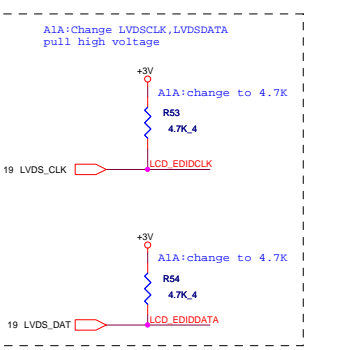 A1A:Change LVDSCLK,LVDSDATA
pull high voltage
+3V
A1A:change to 4.7K
R53
4.7K_4
19 LVDS_CLK
LCD_EDIDCLK
+3V
A1A:change to 4.7K
R54
4.7K_4
19 LVDS_DAT
LCD_EDIDDATA